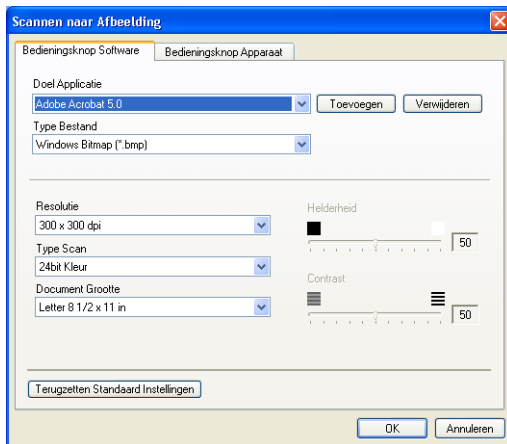 Scannen naar Afbeelding
Bedieningsknop Software
Bedieningsknop Apparaat
Doel Applicatie
Adobe Acrobat 5.0
Toevoegen
Verwijderen
Type Bestand
Windows Bitmap (*.bmp)
Resolutie
300 x 300 dpi
Type Scan
24bit Kleur
Document Grootte
Letter 8 1/2 x 11 in
Helderheid
50
Contrast
50
Terugzetten Standaard Instellingen
OK
Annuleren